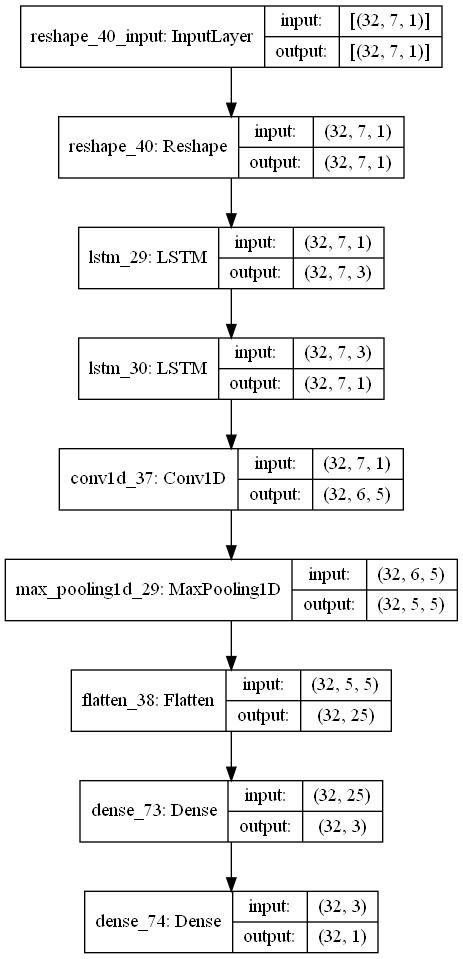 reshape_40_input: InputLayer
input: [(32, 7, 1)]
output: [(32, 7, 1)]
reshape_40: Reshape
input: (32, 7, 1)
output: (32, 7, 1)
lstm_29: LSTM
input: (32, 7, 1)
output: (32, 7, 3)
lstm_30: LSTM
input: (32, 7, 3)
output: (32, 7, 1)
conv1d_37: Conv1D
input: (32, 7, 1)
output: (32, 6, 5)
max_pooling1d_29: MaxPooling1D
input: (32, 6, 5)
output: (32, 5, 5)
flatten_38: Flatten
input: (32, 5, 5)
output: (32, 25)
dense_73: Dense
input: (32, 25)
output: (32, 3)
dense_74: Dense
input: (32, 3)
output: (32, 1)